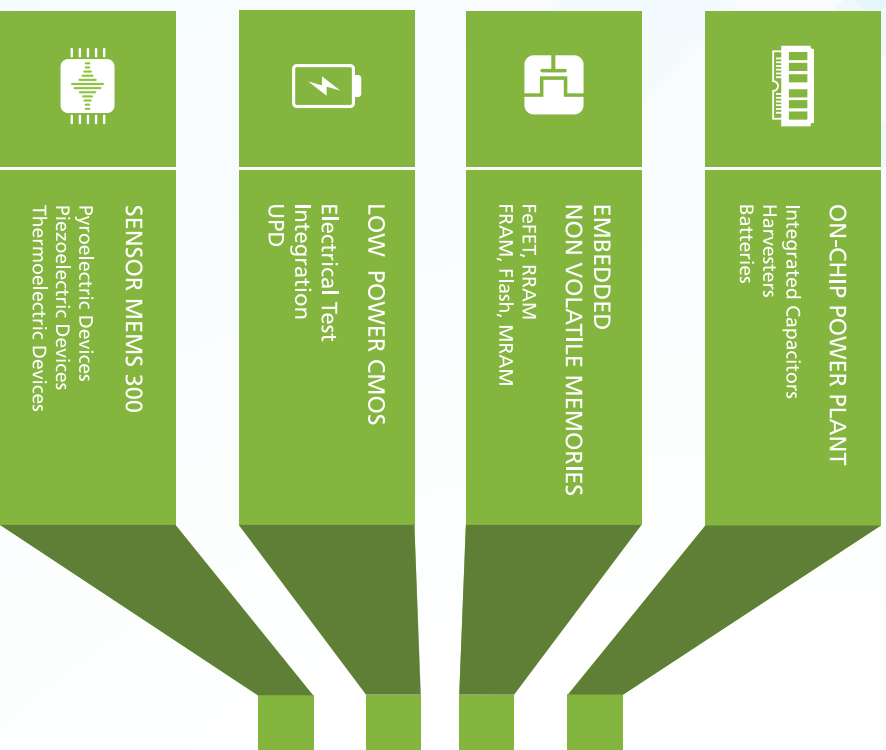 SENSOR MEMS 300
Pyroelectric Devices
Piezoelectric Devices
Thermoelectric Devices
LOW POWER CMOS
Electrical Test
Integration
UPD
EMBEDDED
NON VOLATILE MEMORIES
FeFET, RRAM
FRAM, Flash, MRAM
ON-CHIP POWER PLANT
Integrated Capacitors
Harvesters
Batteries